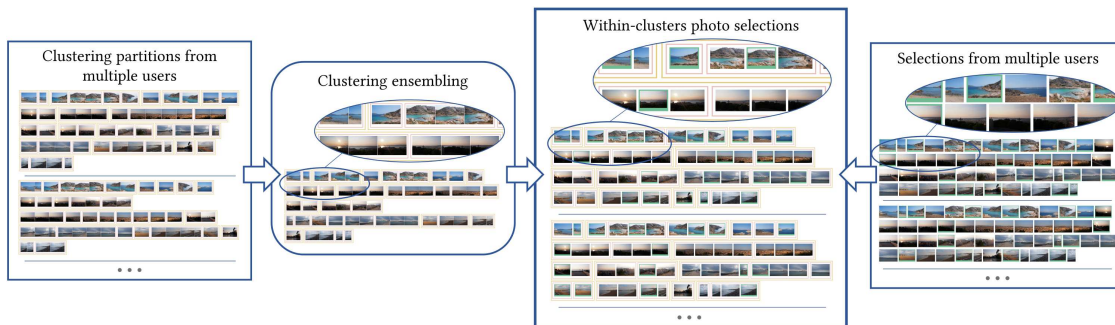 Clustering partitions from
multiple users
Clustering ensembling
Within-clusters photo selections
Selections from multiple users